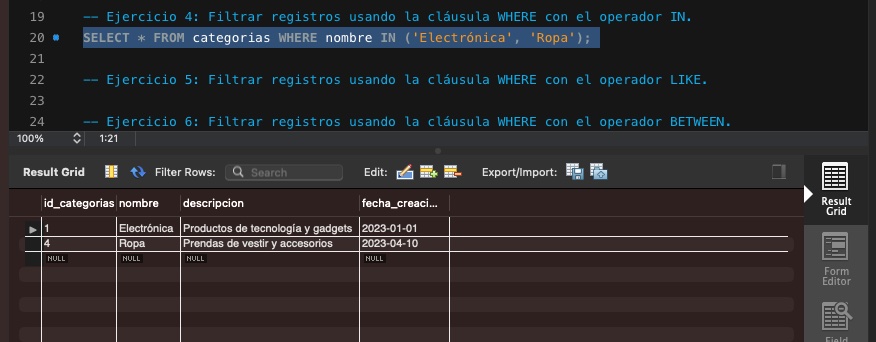 19 -- Ejercicio 4: Filtrar registros usando la cláusula WHERE con el operador IN.
20 SELECT * FROM categorias WHERE nombre IN ('Electrónica', 'Ropa');
21
22 -- Ejercicio 5: Filtrar registros usando la cláusula WHERE con el operador LIKE.
23
24 -- Ejercicio 6: Filtrar registros usando la cláusula WHERE con el operador BETWEEN.
100% 1:21
Result Grid Filter Rows: Search Edit: Export/Import:
id_categorias nombre descripcion fecha_creaci...
1 Electrónica Productos de tecnología y gadgets 2023-01-01
4 Ropa Prendas de vestir y accesorios 2023-04-10
NULL NULL NULL NULL
Result
Grid
Form
Editor
Field